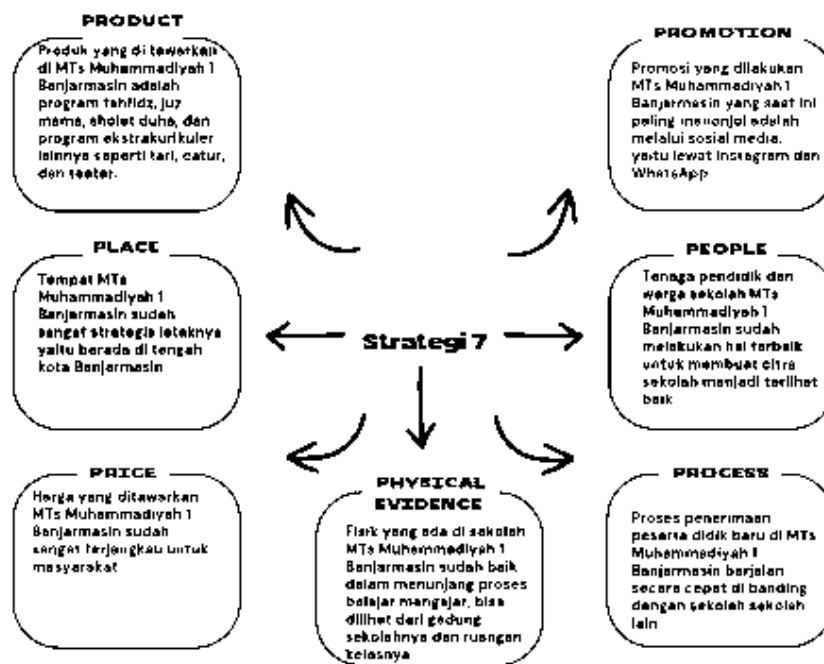 PRODUCT
Produk yang di tawarkan
di MTs Muhammadiyah 1
Banjarmasin adalah
program tahfidz, juz
mama, sholat duha, dan
program ekstrakurikuler
lainnya seperti tari, catur,
dan teater.
PROMOTION
Promosi yang dilakukan
MTs Muhammadiyah 1
Banjarmasin yang saat ini
paling menonjol adalah
melalui sosial media,
yaitu lewat Instagram dan
WhatsApp
PLACE
Tempat MTs
Muhammadiyah 1
Banjarmasin sudah
sangat strategis letaknya
yaitu berada di tengah
kota Banjarmasin
Strategi 7
PEOPLE
Tenaga pendidik dan
warga sekolah MTs
Muhammadiyah 1
Banjarmasin sudah
melakukan hal terbaik
untuk membuat citra
sekolah menjadi terlihat
baik
PRICE
Harga yang ditawarkan
MTs Muhammadiyah 1
Banjarmasin sudah
sangat terjangkau untuk
masyarakat
PHYSICAL
EVIDENCE
Fisik yang ada di sekolah
MTs Muhammadiyah 1
Banjarmasin sudah baik
dalam menunjang proses
belajar mengajar, bisa
dilihat dari gedung
sekolahnya dan ruangan
kelasnya
PROCESS
Proses penerimaan
peserta didik baru di MTs
Muhammadiyah 1
Banjarmasin berjalan
secara cepat di banding
dengan sekolah sekolah
lain